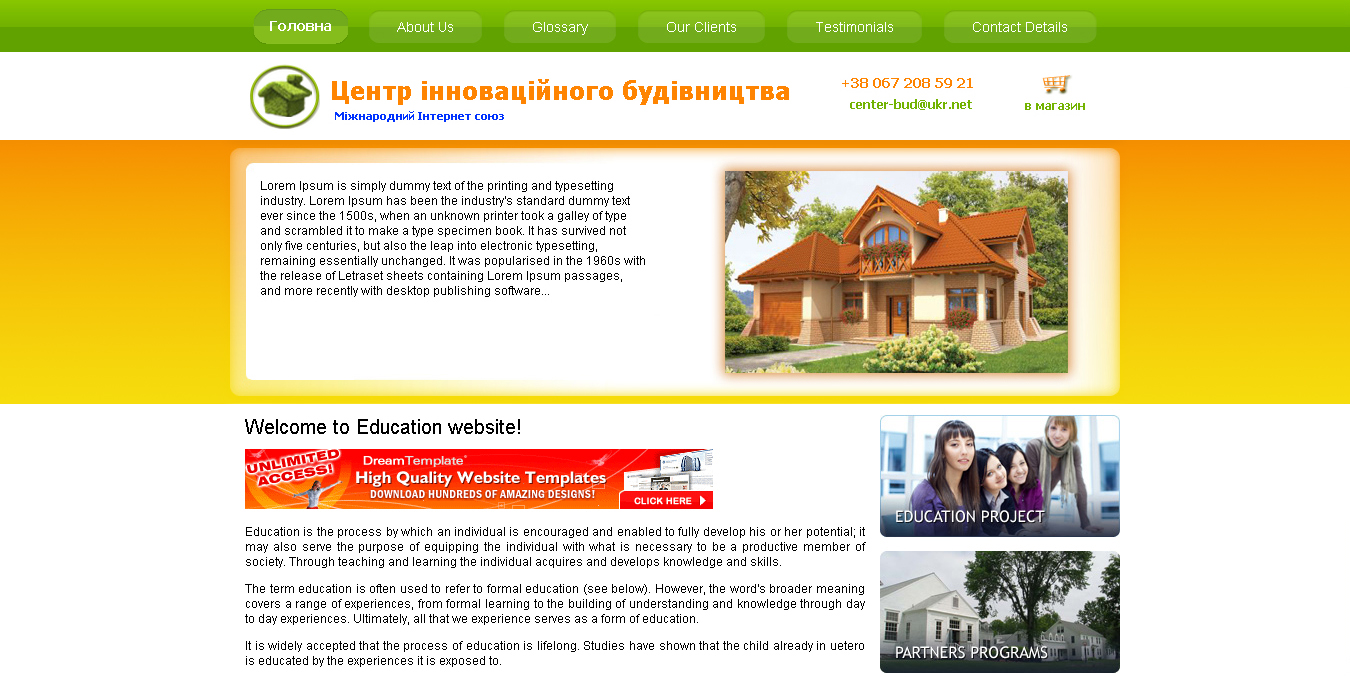 Головна About Us Glossary Our Clients Testimonials Contact Details
Центр інноваційного будівництва
Міжнародний Інтернет союз
+38 067 208 59 21
center-bud@ukr.net
в магазин
Lorem Ipsum is simply dummy text of the printing and typesetting
industry. Lorem Ipsum has been the industry's standard dummy text
ever since the 1500s, when an unknown printer took a galley of type
and scrambled it to make a type specimen book. It has survived not
only five centuries, but also the leap into electronic typesetting,
remaining essentially unchanged. It was popularised in the 1960s with
the release of Letraset sheets containing Lorem Ipsum passages,
and more recently with desktop publishing software...
Welcome to Education website!
UNLIMITED
ACCESS!
DreamTemplate
High Quality Website Templates
DOWNLOAD HUNDREDS OF AMAZING DESIGNS!
CLICK HERE
Education is the process by which an individual is encouraged and enabled to fully develop his or her potential; it
may also serve the purpose of equipping the individual with what is necessary to be a productive member of
society. Through teaching and learning the individual acquires and develops knowledge and skills.
The term education is often used to refer to formal education (see below). However, the word's broader meaning
covers a range of experiences, from formal learning to the building of understanding and knowledge through day
to day experiences. Ultimately, all that we experience serves as a form of education.
It is widely accepted that the process of education is lifelong. Studies have shown that the child already in uetero
is educated by the experiences it is exposed to.
EDUCATION PROJECT
PARTNERS PROGRAMS